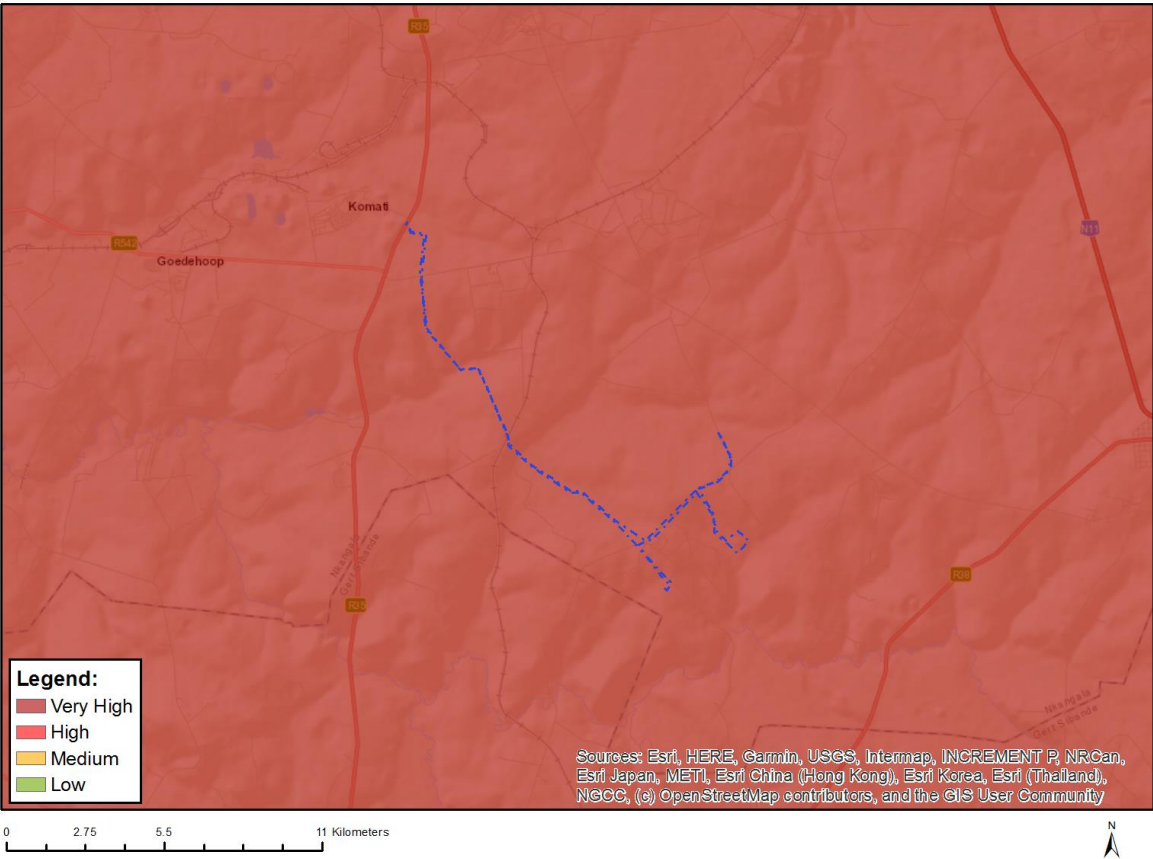 R35
Komati
N11
R542
Goedehoop
Nkangala
Gert Sibande
R38
R35
Nkangala
Gert Sibande
Legend:
Very High
High
Medium
Low
Sources: Esri, HERE, Garmin, USGS, Intermap, INCREMENT P, NRCan,
Esri Japan, METI, Esri China (Hong Kong), Esri Korea, Esri (Thailand),
NGCC, (c) OpenStreetMap contributors, and the GIS User Community
0 2.75 5.5 11 Kilometers
N